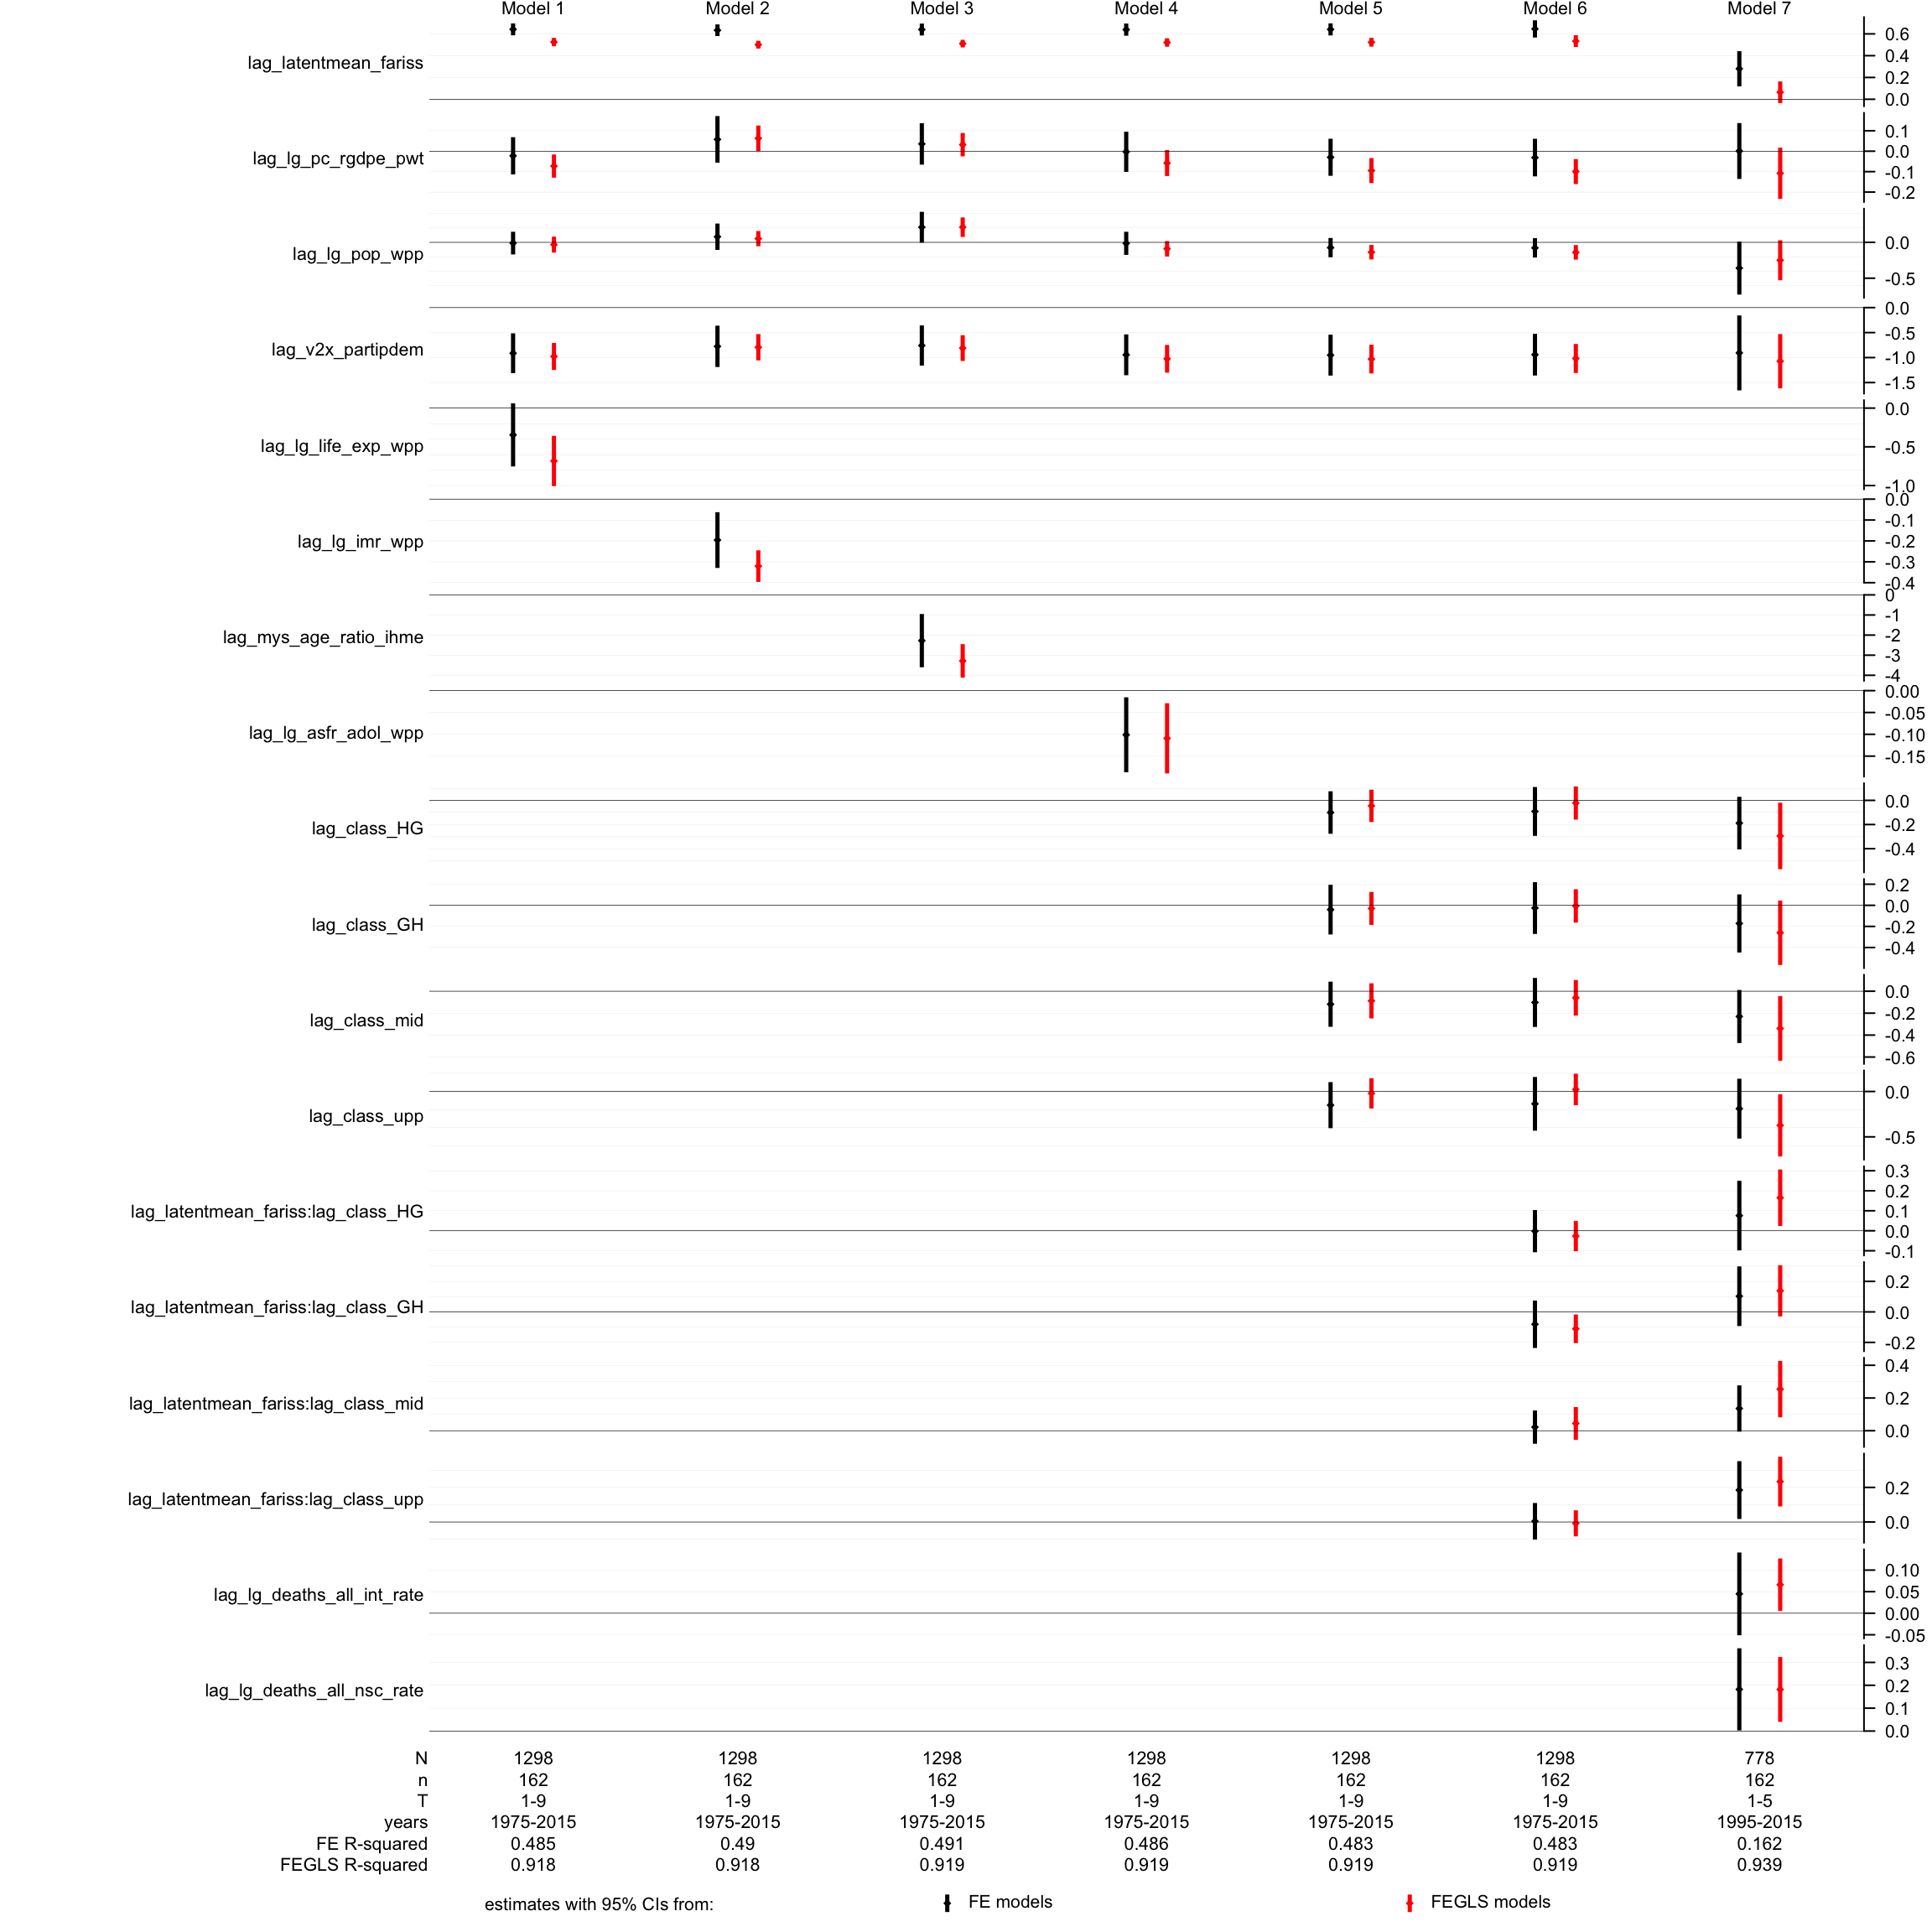 Model 1 Model 2 Model 3 Model 4 Model 5 Model 6 Model 7
lag_latentmean_fariss
0.6
0.4
0.2
0.0
lag_lg_pc_rgdpe_pwt
0.1
0.0
-0.1
-0.2
lag_lg_pop_wpp
0.0
-0.5
lag_v2x_partipdem
0.0
-0.5
-1.0
-1.5
lag_lg_life_exp_wpp
0.0
-0.5
-1.0
lag_lg_imr_wpp
0.0
-0.1
-0.2
-0.3
-0.4
lag_mys_age_ratio_ihme
0
-1
-2
-3
-4
lag_lg_asfr_adol_wpp
0.00
-0.05
-0.10
-0.15
lag_class_HG
0.0
-0.2
-0.4
lag_class_GH
0.2
0.0
-0.2
-0.4
lag_class_mid
0.0
-0.2
-0.4
-0.6
lag_class_upp
0.0
-0.5
lag_latentmean_fariss:lag_class_HG
0.3
0.2
0.1
0.0
-0.1
lag_latentmean_fariss:lag_class_GH
0.2
0.0
-0.2
lag_latentmean_fariss:lag_class_mid
0.4
0.2
0.0
lag_latentmean_fariss:lag_class_upp
0.2
0.0
lag_lg_deaths_all_int_rate
0.10
0.05
0.00
-0.05
lag_lg_deaths_all_nsc_rate
0.3
0.2
0.1
0.0
N 1298 1298 1298 1298 1298 1298 778
n 162 162 162 162 162 162 162
T 1-9 1-9 1-9 1-9 1-9 1-9 1-5
years 1975-2015 1975-2015 1975-2015 1975-2015 1975-2015 1975-2015 1995-2015
FE R-squared 0.485 0.49 0.491 0.486 0.483 0.483 0.162
FEGLS R-squared 0.918 0.918 0.919 0.919 0.919 0.919 0.939
estimates with 95% CIs from: FE models FEGLS models